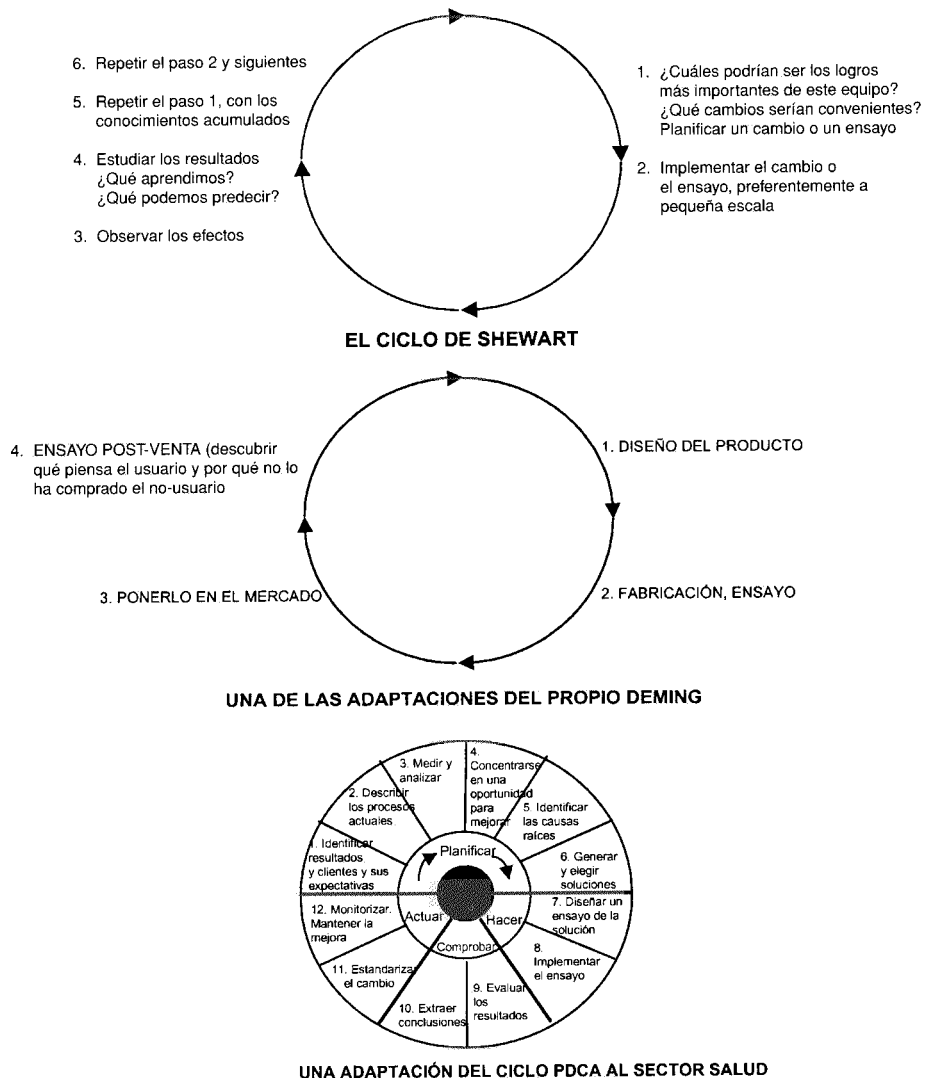 6. Repetir el paso 2 y siguientes
5. Repetir el paso 1, con los
conocimientos acumulados
4. Estudiar los resultados
¿Qué aprendimos?
¿Qué podemos predecir?
3. Observar los efectos
1. ¿Cuáles podrían ser los logros
más importantes de este equipo?
¿Qué cambios serían convenientes?
Planificar un cambio o un ensayo
2. Implementar el cambio o
el ensayo, preferentemente a
pequeña escala
EL CICLO DE SHEWART
4. ENSAYO POST-VENTA (descubrir
qué piensa el usuario y por qué no lo
ha comprado el no-usuario
1. DISEÑO DEL PRODUCTO
3. PONERLO EN EL MERCADO
2. FABRICACIÓN, ENSAYO
UNA DE LAS ADAPTACIONES DEL PROPIO DEMING
1. Identificar
resultados
y clientes y sus
expectativas
2. Describir
los procesos
actuales
3. Medir y
analizar
4.
Concentrarse
en una
oportunidad
para
mejorar
5. Identificar
las causas
raíces
6. Generar
y elegir
soluciones
7. Diseñar un
ensayo de la
solución
8.
Implementar
el ensayo
9. Evaluar
los
resultados
10. Extraer
conclusiones
11. Estandarizar
el cambio
12. Monitorizar.
Mantener la
mejora
Planificar
Hacer
Comprobar
Actuar
UNA ADAPTACIÓN DEL CICLO PDCA AL SECTOR SALUD